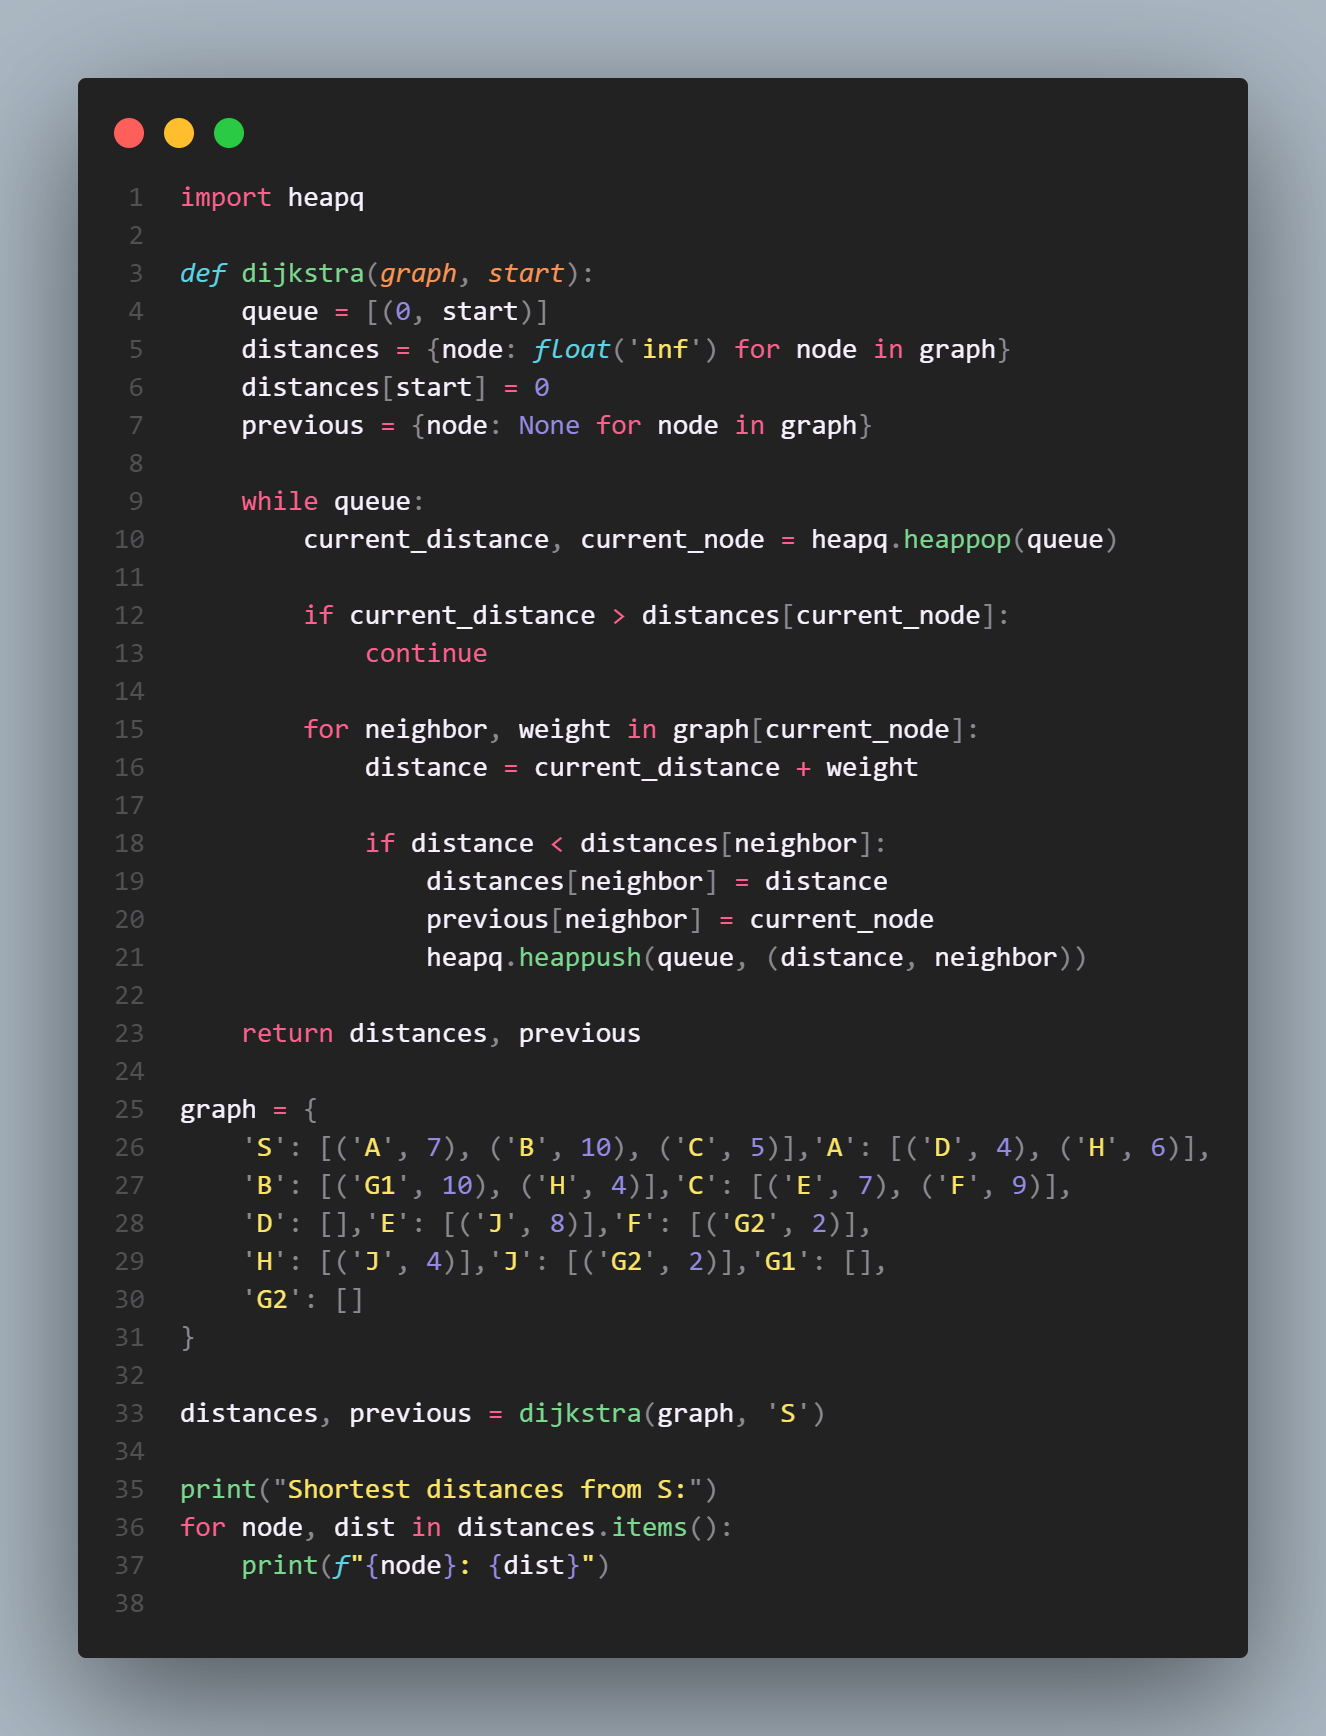 1 import heapq
2
3 def dijkstra(graph, start):
4     queue = [(0, start)]
5     distances = {node: float('inf') for node in graph}
6     distances[start] = 0
7     previous = {node: None for node in graph}
8
9     while queue:
10         current_distance, current_node = heapq.heappop(queue)
11
12         if current_distance > distances[current_node]:
13             continue
14
15         for neighbor, weight in graph[current_node]:
16             distance = current_distance + weight
17
18             if distance < distances[neighbor]:
19                 distances[neighbor] = distance
20                 previous[neighbor] = current_node
21                 heapq.heappush(queue, (distance, neighbor))
22
23     return distances, previous
24
25 graph = {
26     'S': [('A', 7), ('B', 10), ('C', 5)],'A': [('D', 4), ('H', 6)],
27     'B': [('G1', 10), ('H', 4)],'C': [('E', 7), ('F', 9)],
28     'D': [],'E': [('J', 8)],'F': [('G2', 2)],
29     'H': [('J', 4)],'J': [('G2', 2)],'G1': [],
30     'G2': []
31 }
32
33 distances, previous = dijkstra(graph, 'S')
34
35 print("Shortest distances from S:")
36 for node, dist in distances.items():
37     print(f"{node}: {dist}")
38